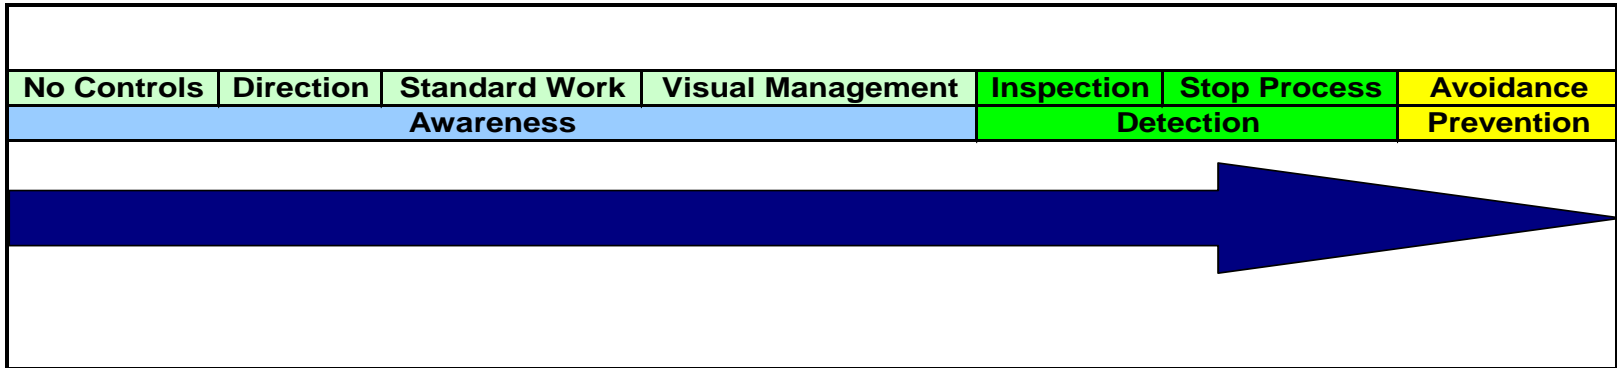 No Controls Direction Standard Work Visual Management Inspection Stop Process Avoidance
Awareness Detection Prevention